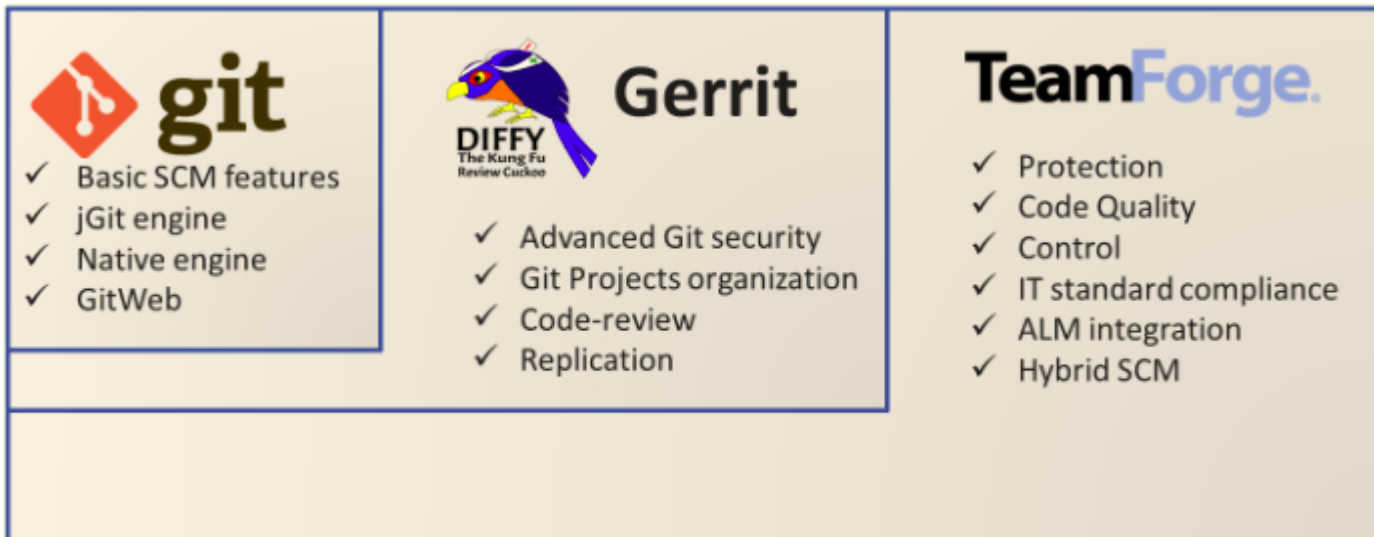 git
✓ Basic SCM features
✓ jGit engine
✓ Native engine
✓ GitWeb
Gerrit
DIFFY
The Kung Fu
Review Cuckoo
✓ Advanced Git security
✓ Git Projects organization
✓ Code-review
✓ Replication
TeamForge.
✓ Protection
✓ Code Quality
✓ Control
✓ IT standard compliance
✓ ALM integration
✓ Hybrid SCM